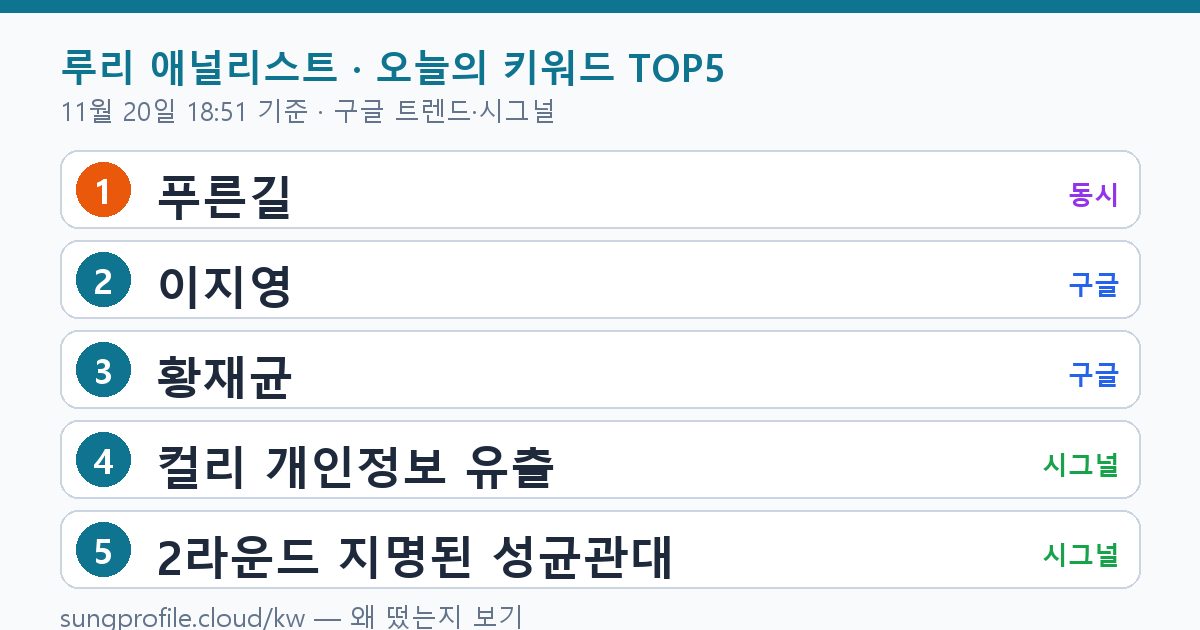 루리 애널리스트 · 오늘의 키워드 TOP5
11월 20일 18:51 기준 · 구글 트렌드·시그널
1 푸른길 동시
2 이지영 구글
3 황재균 구글
4 컬리 개인정보 유출 시그널
5 2라운드 지명된 성균관대 시그널
sungprofile.cloud/kw — 왜 떴는지 보기